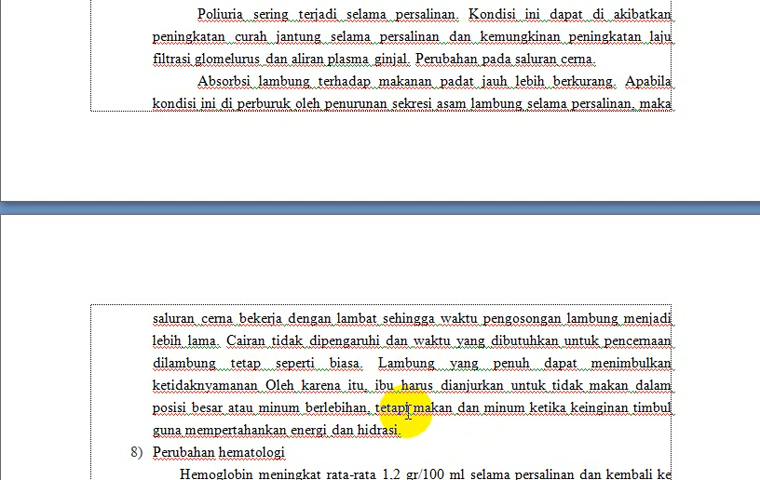 Poliuria sering terjadi selama persalinan. Kondisi ini dapat di akibatkan
peningkatan curah jantung selama persalinan dan kemungkinan peningkatan laju
filtrasi glomelurus dan aliran plasma ginjal. Perubahan pada saluran cerna.
Absorbsi lambung terhadap makanan padat jauh lebih berkurang. Apabila
kondisi ini di perburuk oleh penurunan sekresi asam lambung selama persalinan, maka
saluran cerna bekerja dengan lambat sehingga waktu pengosongan lambung menjadi
lebih lama. Cairan tidak dipengaruhi dan waktu yang dibutuhkan untuk pencernaan
dilambung tetap seperti biasa. Lambung yang penuh dapat menimbulkan
ketidaknyamanan Oleh karena itu, ibu harus dianjurkan untuk tidak makan dalam
posisi besar atau minum berlebihan, tetapi makan dan minum ketika keinginan timbul
guna mempertahankan energi dan hidrasi.
8) Perubahan hematologi
Hemoglobin meningkat rata-rata 1,2 gr/100 ml selama persalinan dan kembali ke